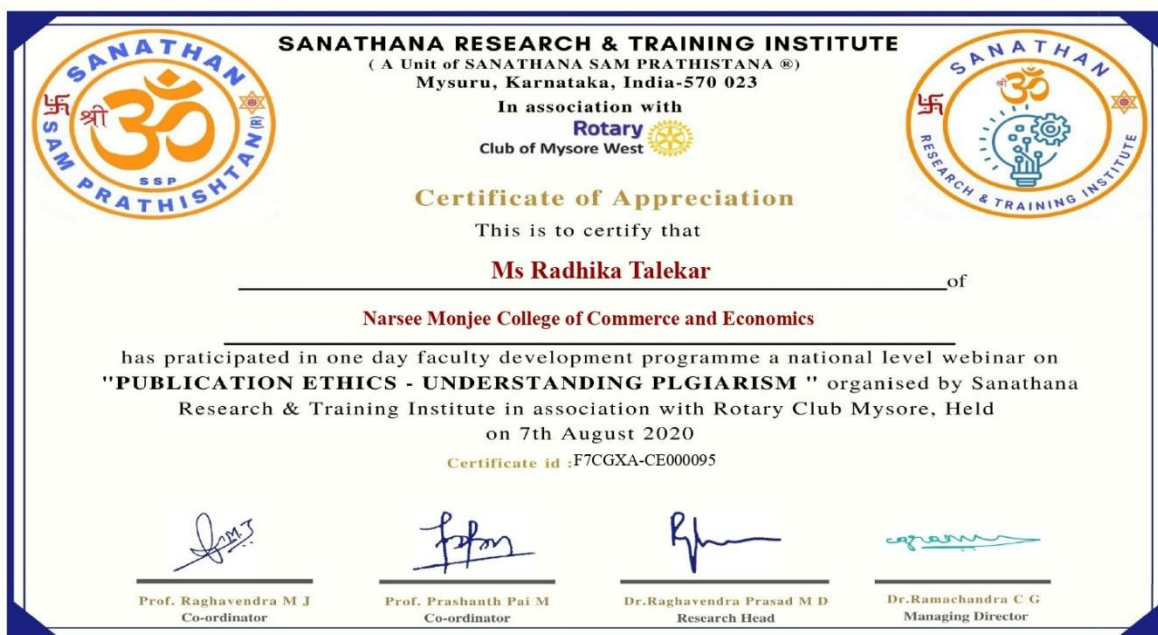 SANATHAN
SAM PRATHISHTAN (R)
श्री
ॐ
SSP
SANATHANA RESEARCH & TRAINING INSTITUTE
( A Unit of SANATHANA SAM PRATHISTANA ®)
Mysuru, Karnataka, India-570 023
In association with
Rotary
Club of Mysore West
SANATHAN
श्री
ॐ
RESEARCH & TRAINING INSTITUTE
Certificate of Appreciation
This is to certify that
Ms Radhika Talekar
of
Narsee Monjee College of Commerce and Economics
has praticipated in one day faculty development programme a national level webinar on
"PUBLICATION ETHICS - UNDERSTANDING PLGIARISM " organised by Sanathana
Research & Training Institute in association with Rotary Club Mysore, Held
on 7th August 2020
Certificate id :F7CGXA-CE000095
Prof. Raghavendra M J
Co-ordinator
Prof. Prashanth Pai M
Co-ordinator
Dr.Raghavendra Prasad M D
Research Head
Dr.Ramachandra C G
Managing Director